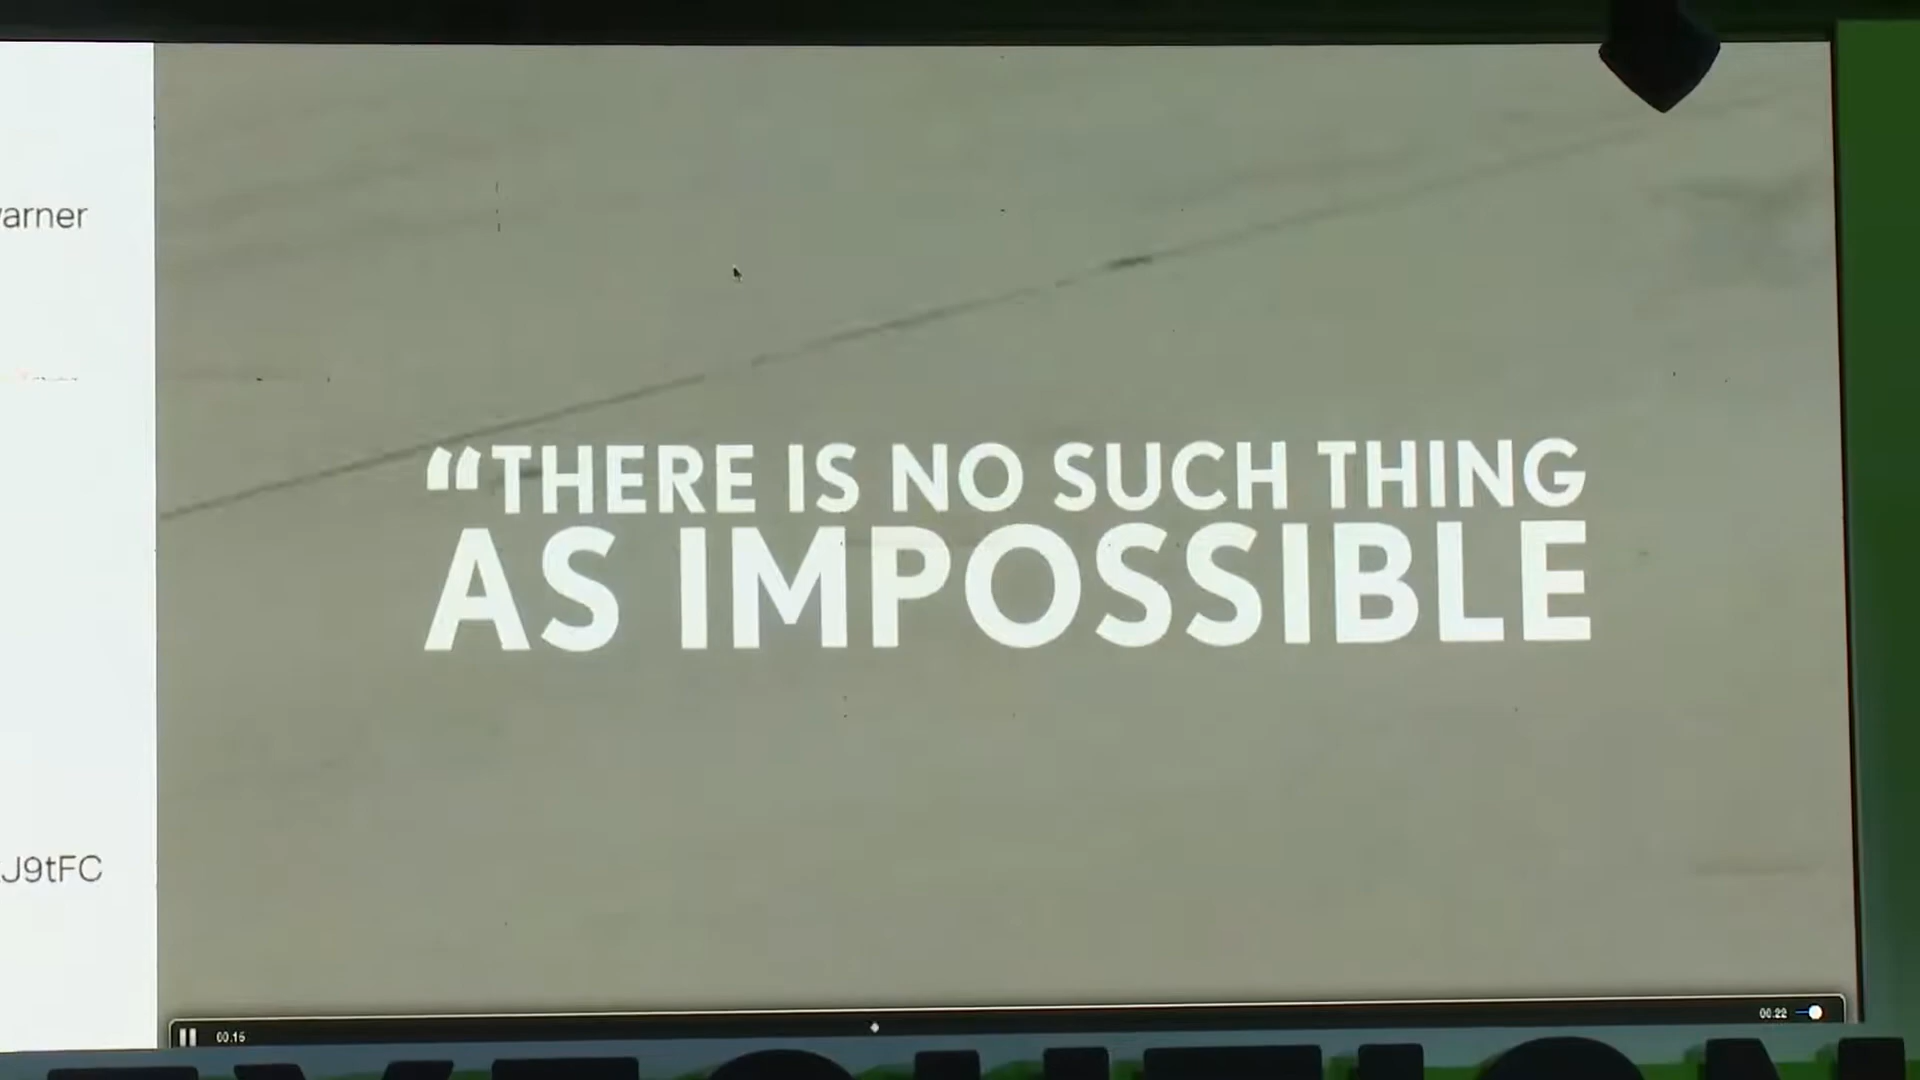 arner
“THERE IS NO SUCH THING
AS IMPOSSIBLE
J9tFC
00:15
00:22